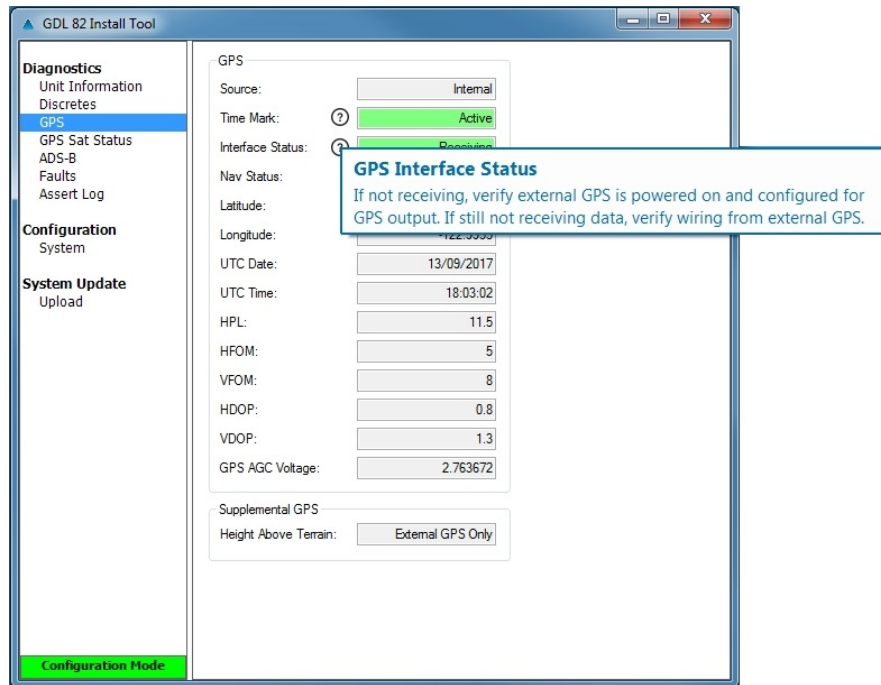 GDL 82 Install Tool
Diagnostics
Unit Information
Discretes
GPS
GPS Sat Status
ADS-B
Faults
Assert Log
Configuration
System
System Update
Upload
Configuration Mode
GPS
Source: Internal
Time Mark: ? Active
Interface Status: ? Receiving
GPS Interface Status
If not receiving, verify external GPS is powered on and configured for
GPS output. If still not receiving data, verify wiring from external GPS.
Nav Status:
Latitude:
Longitude:
UTC Date: 13/09/2017
UTC Time: 18:03:02
HPL: 11.5
HFOM: 5
VFOM: 8
HDOP: 0.8
VDOP: 1.3
GPS AGC Voltage: 2.763672
Supplemental GPS
Height Above Terrain: External GPS Only